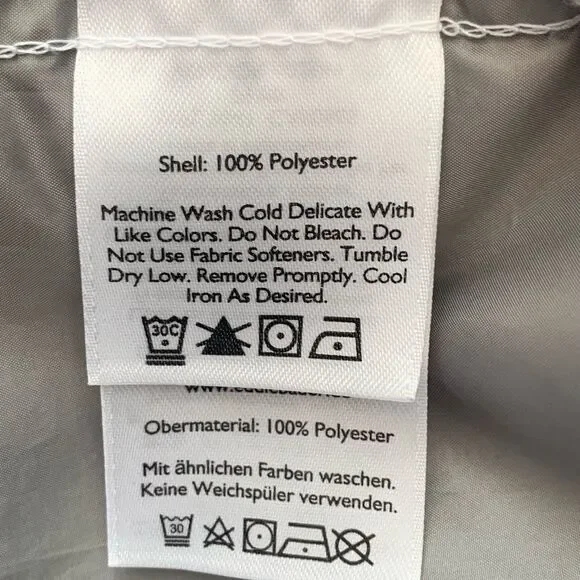 Shell: 100% Polyester
Machine Wash Cold Delicate With
Like Colors. Do Not Bleach. Do
Not Use Fabric Softeners. Tumble
Dry Low. Remove Promptly. Cool
Iron As Desired.
30C
Obermaterial: 100% Polyester
Mit ähnlichen Farben waschen.
Keine Weichspüler verwenden.
30